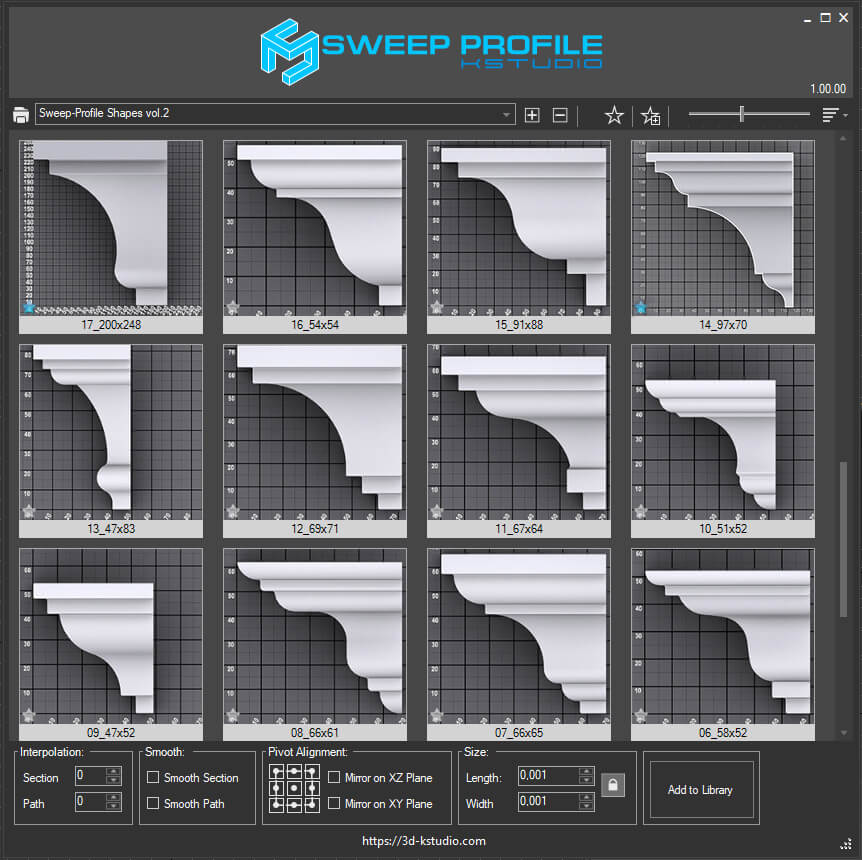 SWEEP PROFILE
KSTUDIO
1.00.00
Sweep-Profile Shapes vol.2
17_200x248
16_54x54
15_91x88
14_97x70
13_47x83
12_69x71
11_67x64
10_51x52
09_47x52
08_66x61
07_66x65
06_58x52
Interpolation:
Section 0
Path 0
Smooth:
Smooth Section
Smooth Path
Pivot Alignment:
Mirror on XZ Plane
Mirror on XY Plane
Size:
Length: 0,001
Width 0,001
Add to Library
https://3d-kstudio.com